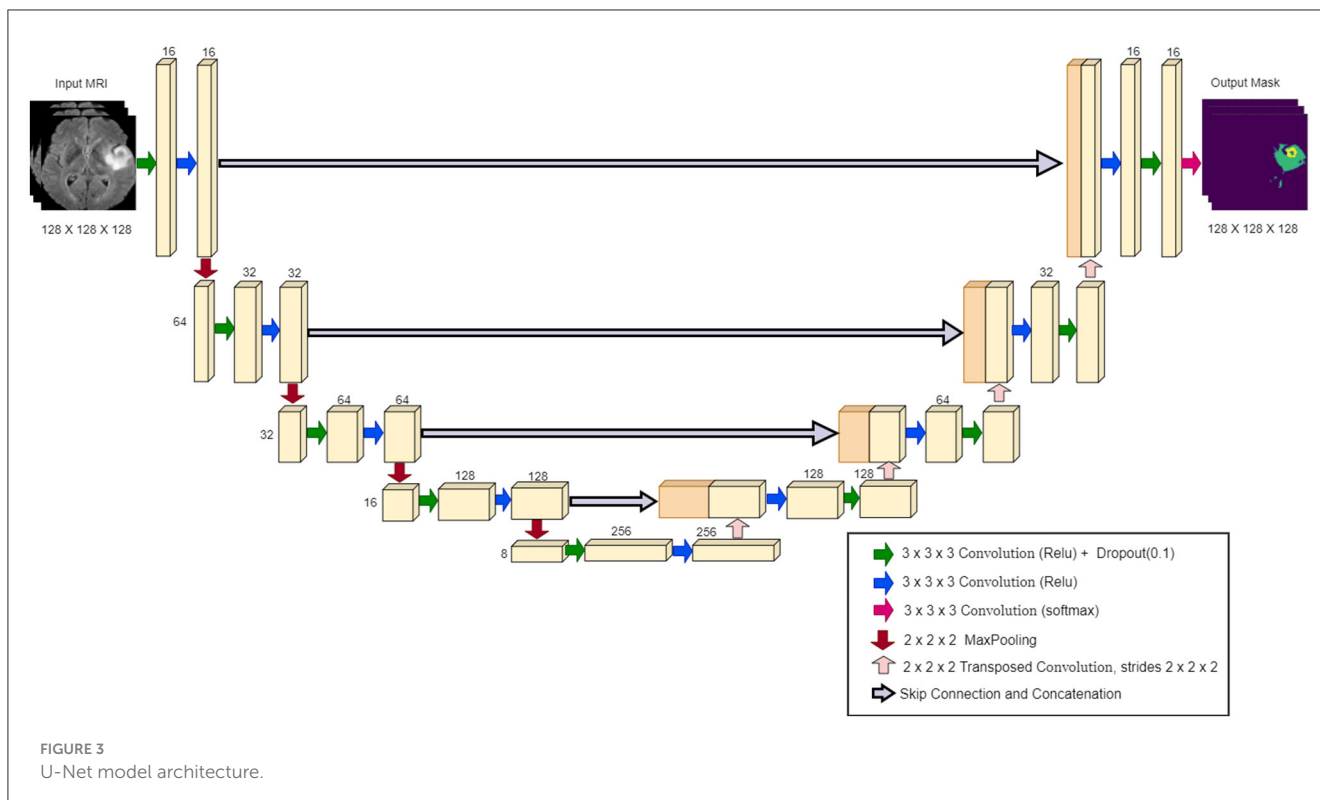 16 16
Input MRI
128 X 128 X 128
16 16
Output Mask
128 X 128 X 128
32 32
64
32
64 64
32
64
128 128
16
128 128
256 256
8
3 x 3 x 3 Convolution (Relu) + Dropout(0.1)
3 x 3 x 3 Convolution (Relu)
3 x 3 x 3 Convolution (softmax)
2 x 2 x 2 MaxPooling
2 x 2 x 2 Transposed Convolution, strides 2 x 2 x 2
Skip Connection and Concatenation
FIGURE 3
U-Net model architecture.